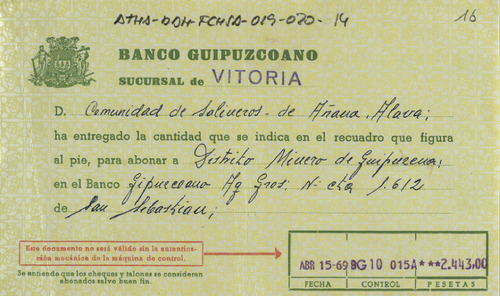 ATHA-DAH-FCHSA-019-020-14
16
BANCO GUIPUZCOANO
SUCURSAL de VITORIA
D. Comunidad de Salineros de Añana, Alava;
ha entregado la cantidad que se indica en el recuadro que figura
al pie, para abonar a Distrito Minero de Guipuzcoa;
en el Banco Gipuzcoano Ag Gros; Nº cta 1.612
de San Sebastian;
Este documento no será válido sin la autentificación
mecánica de la máquina de control.
Se entiende que los cheques y talones se consideran
abonados salvo buen fin.
ABR 15-69 BG 10 015A ***2.443,00
FECHA CONTROL PESETAS